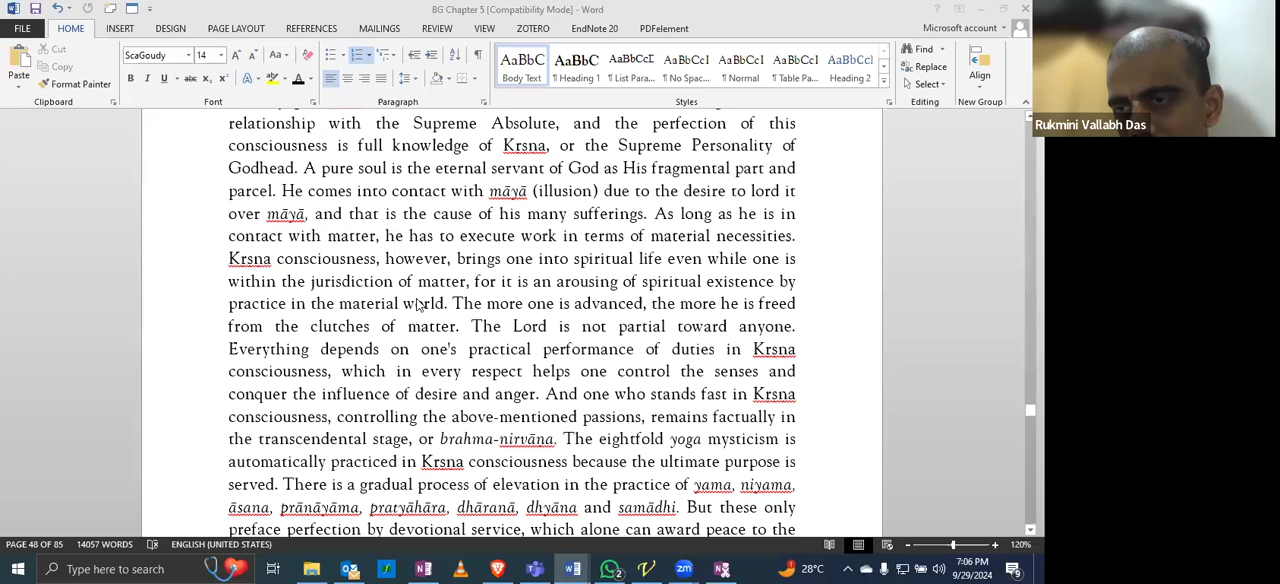 BG Chapter 5 [Compatibility Mode] - Word
FILE HOME INSERT DESIGN PAGE LAYOUT REFERENCES MAILINGS REVIEW VIEW ZOTERO EndNote 20 PDFelement Microsoft account
Paste Cut Copy Format Painter
ScaGoudy 14
AaBbC AaBbC AaBbCcL AaBbCcl AaBbCcl AaBbCcl AaBbCcl
Body Text ¶ Heading 1 ¶ List Para... ¶ No Spac... ¶ Normal ¶ Table Pa... Heading 2
Find Replace Select
Align
Clipboard Font Paragraph Styles Editing New Group
Rukmini Vallabh Das
relationship with the Supreme Absolute, and the perfection of this
consciousness is full knowledge of Krsna, or the Supreme Personality of
Godhead. A pure soul is the eternal servant of God as His fragmental part and
parcel. He comes into contact with māyā (illusion) due to the desire to lord it
over māyā, and that is the cause of his many sufferings. As long as he is in
contact with matter, he has to execute work in terms of material necessities.
Krsna consciousness, however, brings one into spiritual life even while one is
within the jurisdiction of matter, for it is an arousing of spiritual existence by
practice in the material world. The more one is advanced, the more he is freed
from the clutches of matter. The Lord is not partial toward anyone.
Everything depends on one's practical performance of duties in Krsna
consciousness, which in every respect helps one control the senses and
conquer the influence of desire and anger. And one who stands fast in Krsna
consciousness, controlling the above-mentioned passions, remains factually in
the transcendental stage, or brahma-nirvāna. The eightfold yoga mysticism is
automatically practiced in Krsna consciousness because the ultimate purpose is
served. There is a gradual process of elevation in the practice of yama, niyama,
āsana, prānāyāma, pratyāhāra, dhāranā, dhyāna and samādhi. But these only
preface perfection by devotional service, which alone can award peace to the
PAGE 48 OF 85 14057 WORDS ENGLISH (UNITED STATES) 120%
Type here to search 28°C 7:06 PM
9/29/2024